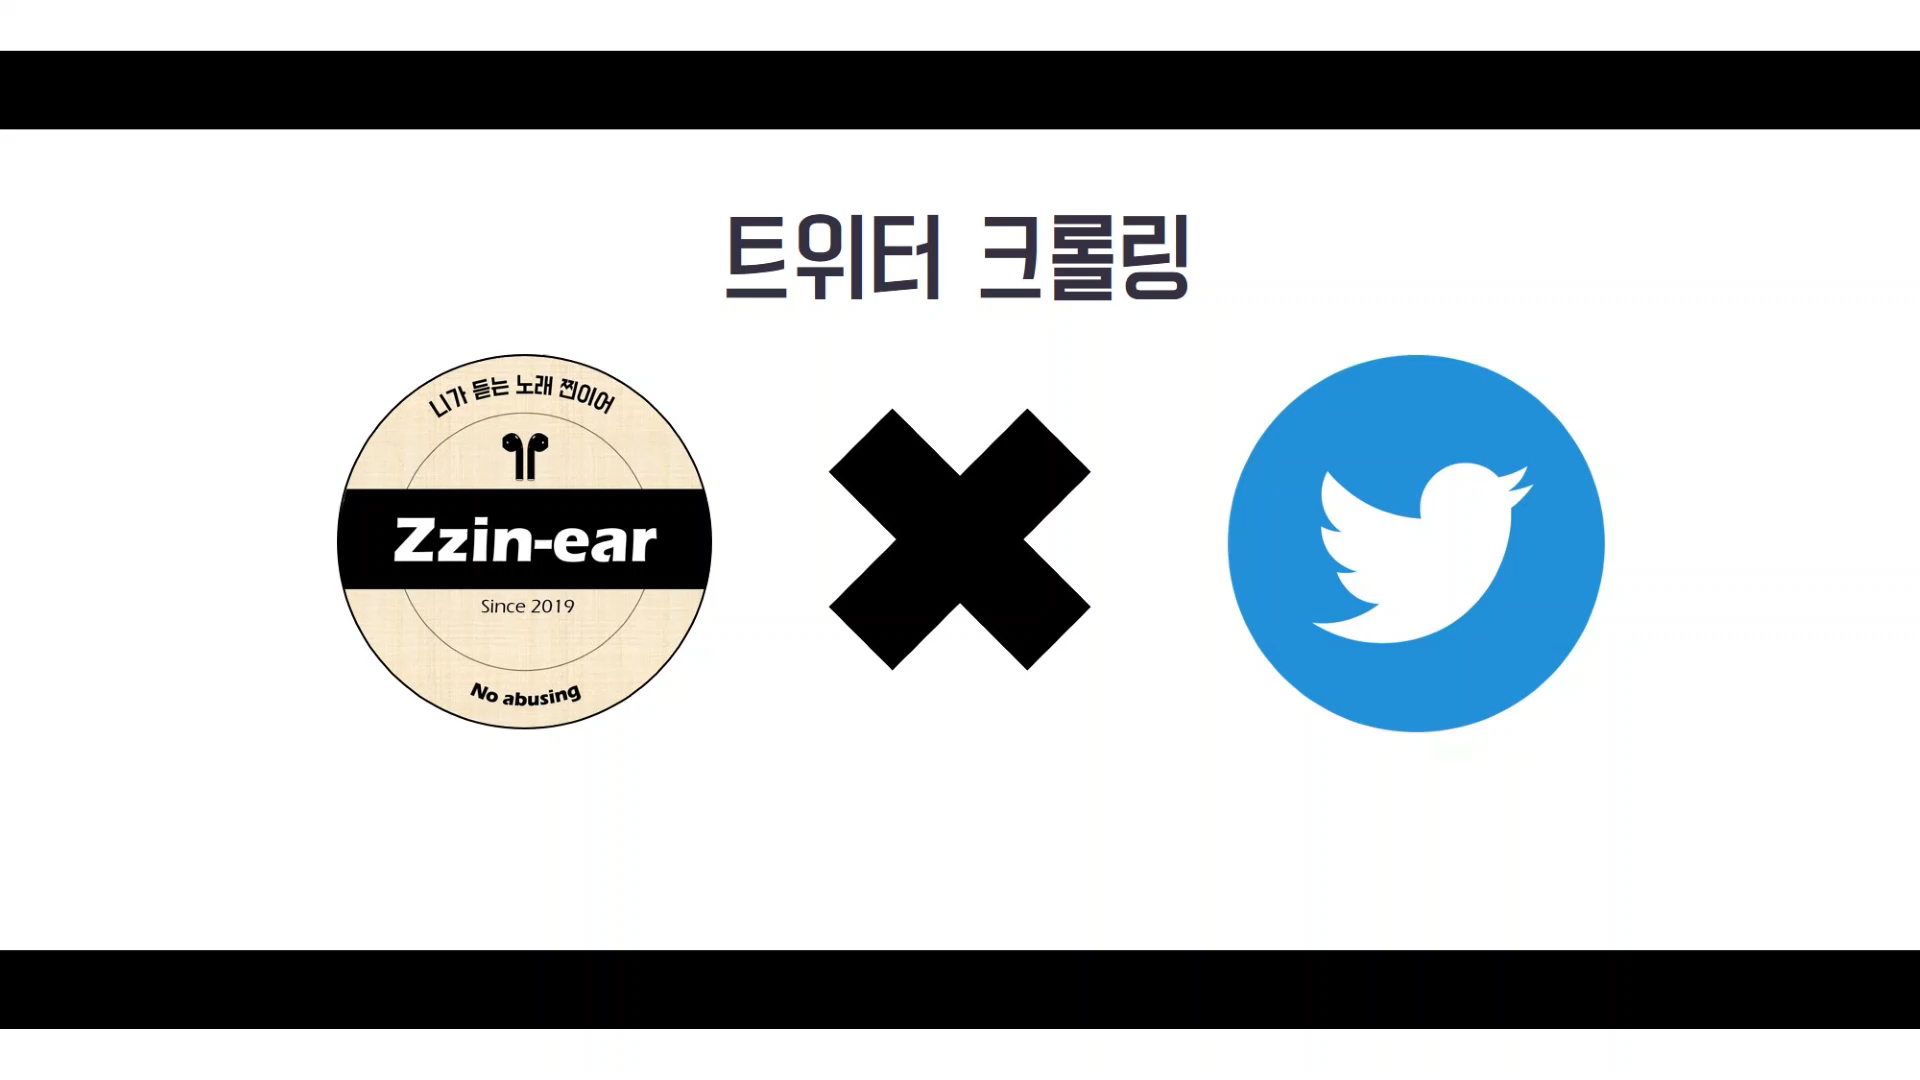 트위터 크롤링
니가 듣는 노래 찐이어
Zzin-ear
Since 2019
No abusing